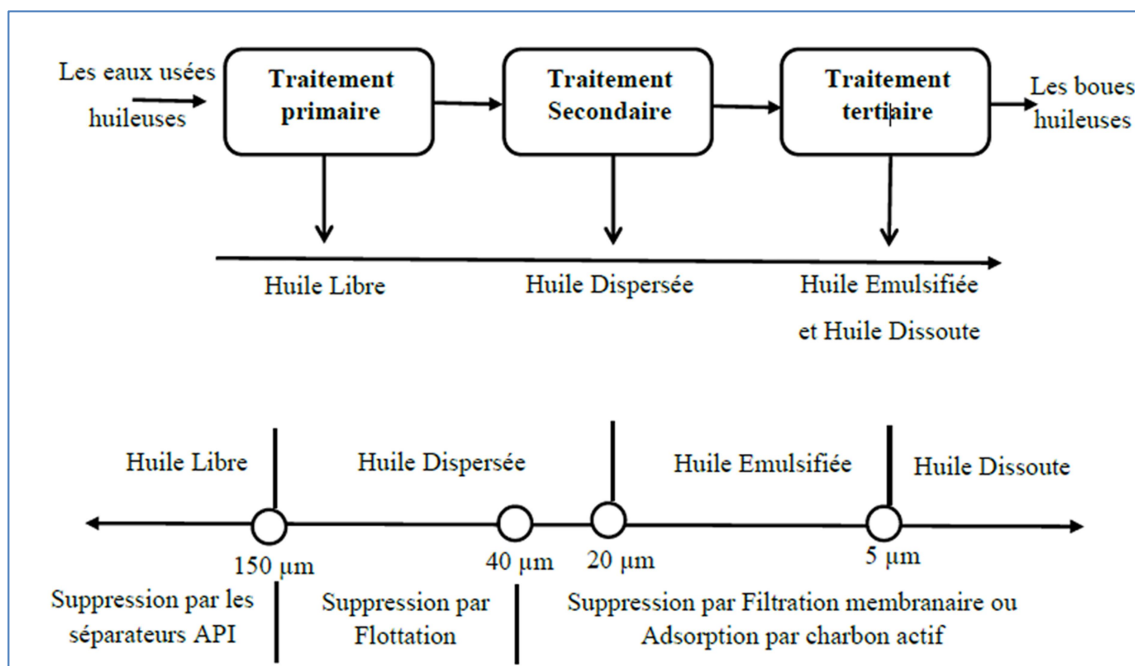 Les eaux usées
huileuses
Traitement
primaire
Traitement
Secondaire
Traitement
tertiaire
Les boues
huileuses
Huile Libre
Huile Dispersée
Huile Emulsifiée
et Huile Dissoute
Huile Libre
Huile Dispersée
Huile Emulsifiée
Huile Dissoute
150 µm
40 µm
20 µm
5 µm
Suppression par les
séparateurs API
Suppression par
Flottation
Suppression par Filtration membranaire ou
Adsorption par charbon actif